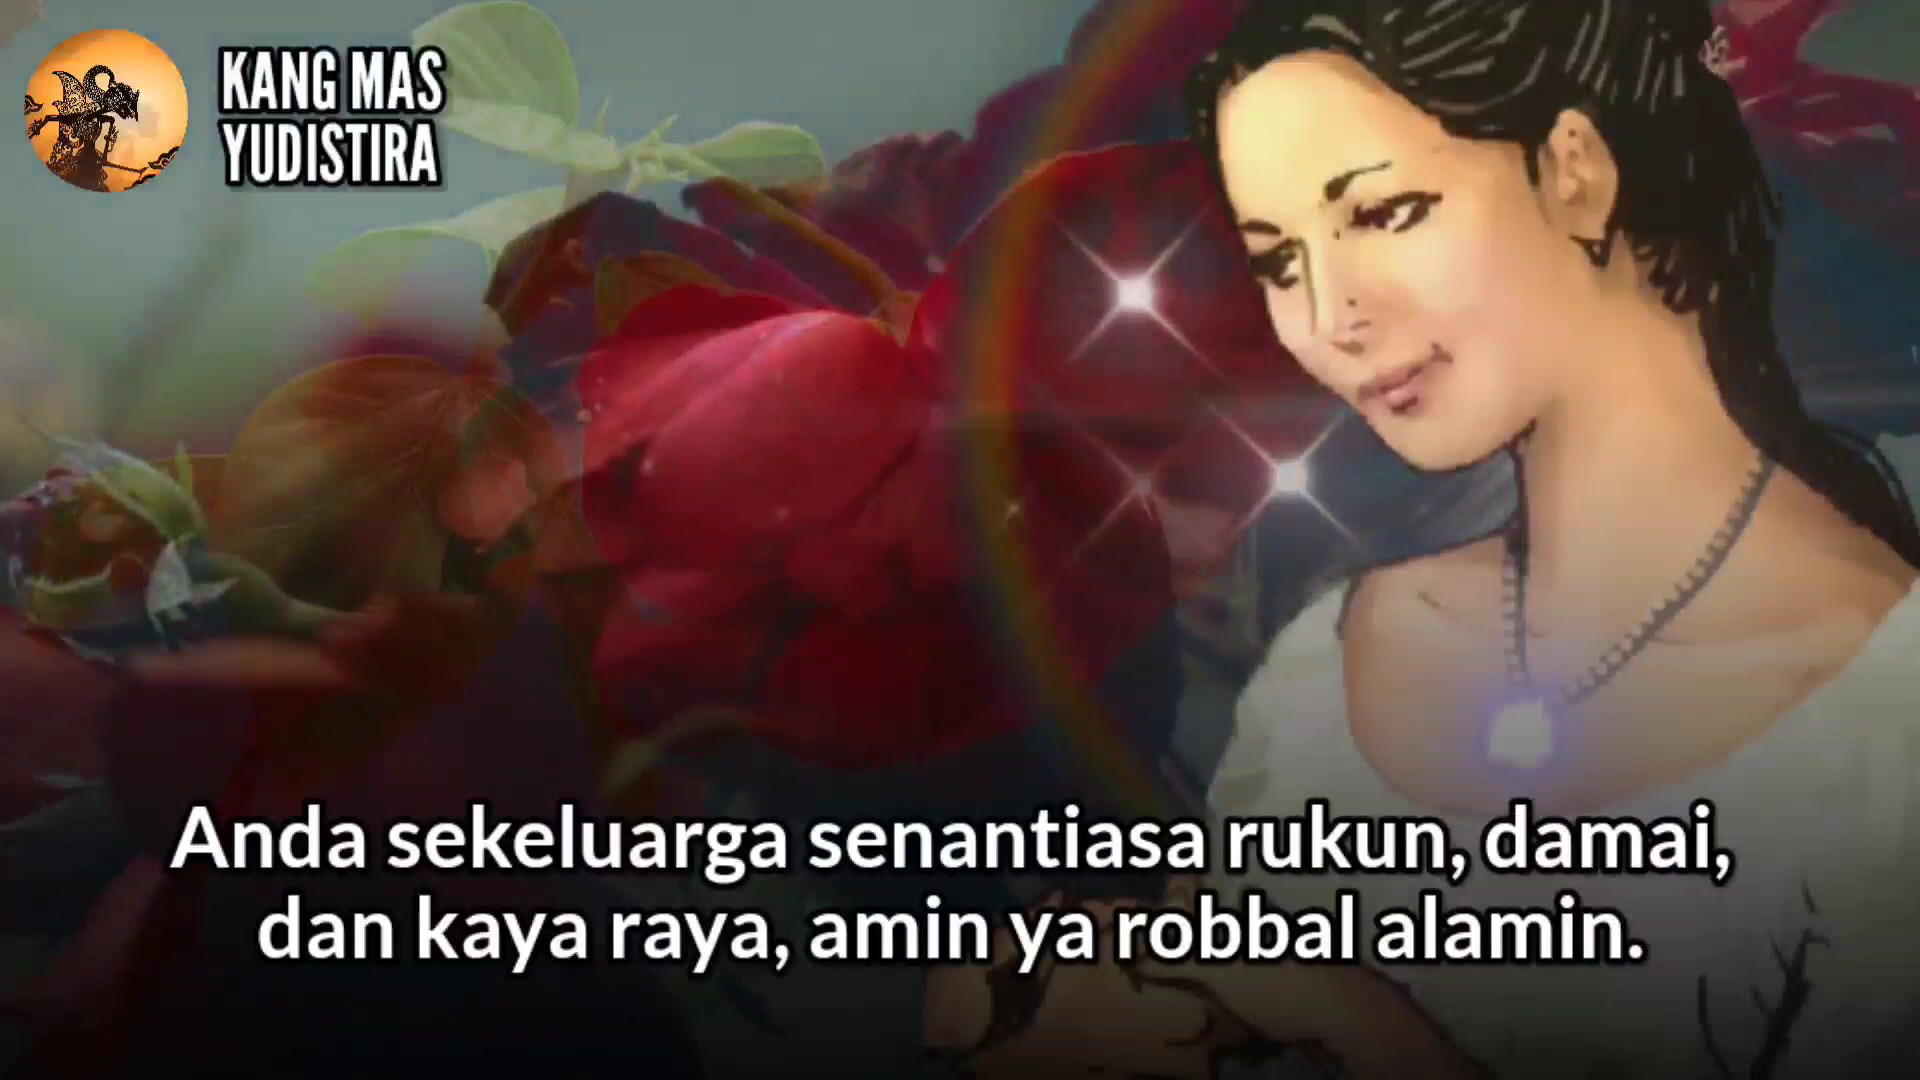 KANG MAS
YUDISTIRA
Anda sekeluarga senantiasa rukun, damai,
dan kaya raya, amin ya robbal alamin.